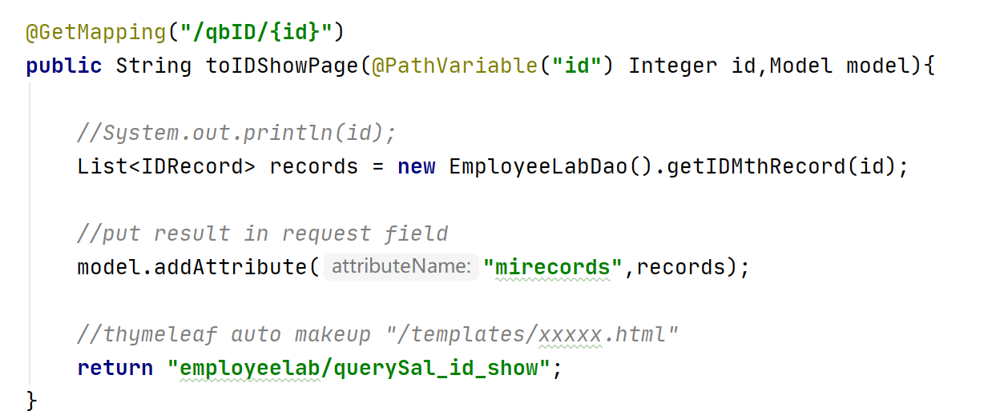 @GetMapping("/qbID/{id}")
public String toIDShowPage(@PathVariable("id") Integer id,Model model){
//System.out.println(id);
List<IDRecord> records = new EmployeeLabDao().getIDMthRecord(id);
//put result in request field
model.addAttribute( attributeName: "mirecords",records);
//thymeleaf auto makeup "/templates/xxxxx.html"
return "employeelab/querySal_id_show";
}